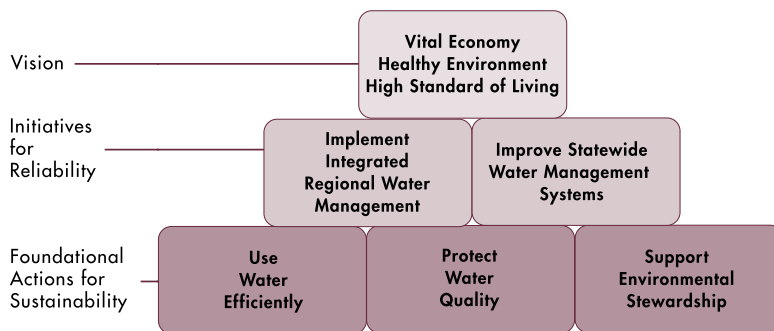 Vision
Vital Economy
Healthy Environment
High Standard of Living
Initiatives
for
Reliability
Implement
Integrated
Regional Water
Management
Improve Statewide
Water Management
Systems
Foundational
Actions for
Sustainability
Use
Water
Efficiently
Protect
Water
Quality
Support
Environmental
Stewardship